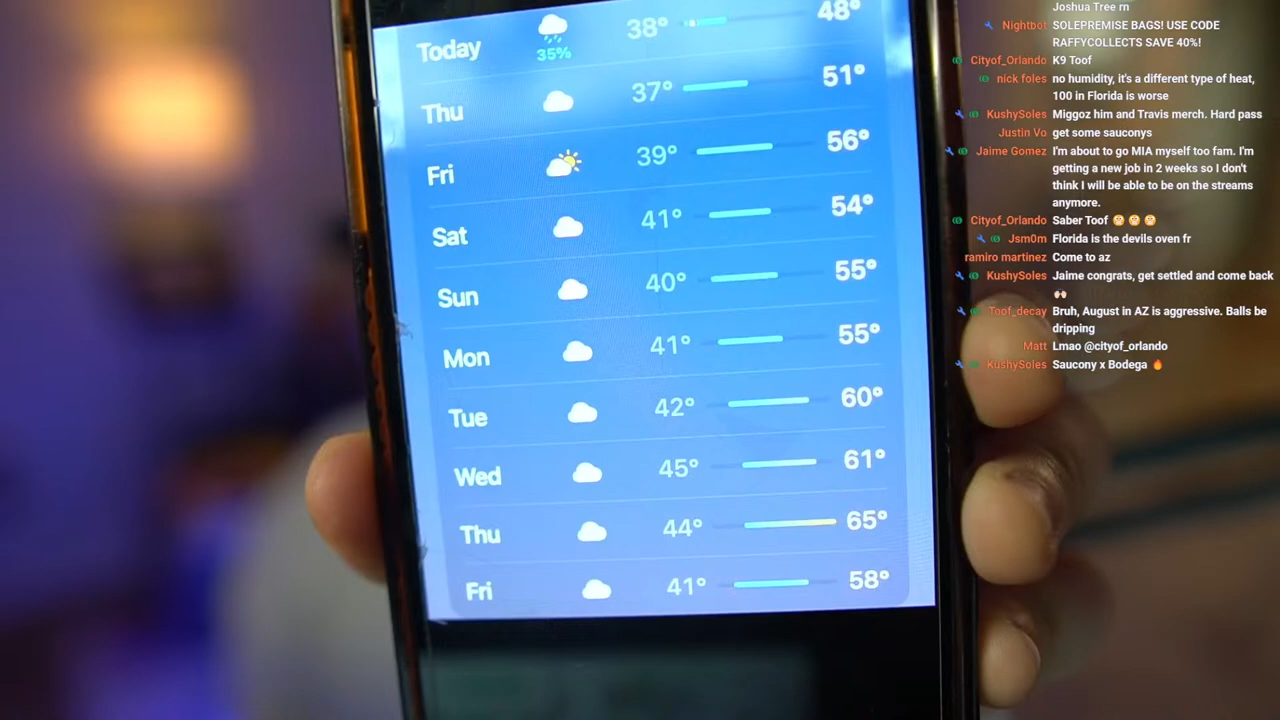 Today 35% 38° 48°
Thu 37° 51°
Fri 39° 56°
Sat 41° 54°
Sun 40° 55°
Mon 41° 55°
Tue 42° 60°
Wed 45° 61°
Thu 44° 65°
Fri 41° 58°
Joshua Tree rn
Nightbot SOLEPREMISE BAGS! USE CODE
RAFFYCOLLECTS SAVE 40%!
Cityof_Orlando K9 Toof
nick foles no humidity, it's a different type of heat,
100 in Florida is worse
KushySoles Miggoz him and Travis merch. Hard pass
Justin Vo get some sauconys
Jaime Gomez I'm about to go MIA myself too fam. I'm
getting a new job in 2 weeks so I don't
think I will be able to be on the streams
anymore.
Cityof_Orlando Saber Toof
Jsm0m Florida is the devils oven fr
ramiro martinez Come to az
KushySoles Jaime congrats, get settled and come back
Toof_decay Bruh, August in AZ is aggressive. Balls be
dripping
Matt Lmao @cityof_orlando
KushySoles Saucony x Bodega